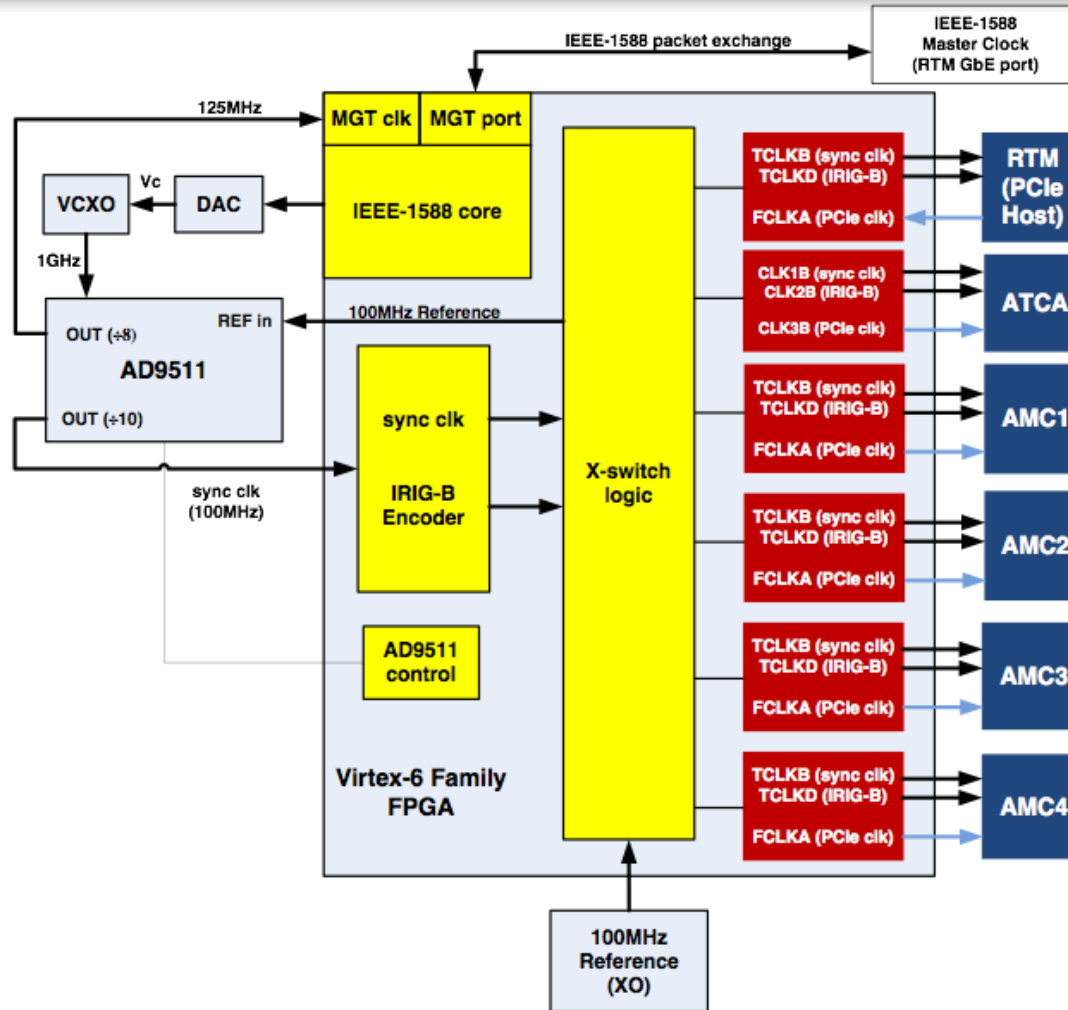 IEEE-1588
Master Clock
(RTM GbE port)
IEEE-1588 packet exchange
125MHz
MGT clk
MGT port
IEEE-1588 core
Vc
VCXO
DAC
1GHz
REF in
100MHz Reference
OUT (÷8)
AD9511
OUT (÷10)
sync clk
(100MHz)
sync clk
IRIG-B
Encoder
AD9511
control
Virtex-6 Family
FPGA
X-switch
logic
100MHz
Reference
(XO)
TCLKB (sync clk)
TCLKD (IRIG-B)
FCLKA (PCIe clk)
RTM
(PCIe
Host)
CLK1B (sync clk)
CLK2B (IRIG-B)
CLK3B (PCIe clk)
ATCA
TCLKB (sync clk)
TCLKD (IRIG-B)
FCLKA (PCIe clk)
AMC1
TCLKB (sync clk)
TCLKD (IRIG-B)
FCLKA (PCIe clk)
AMC2
TCLKB (sync clk)
TCLKD (IRIG-B)
FCLKA (PCIe clk)
AMC3
TCLKB (sync clk)
TCLKD (IRIG-B)
FCLKA (PCIe clk)
AMC4